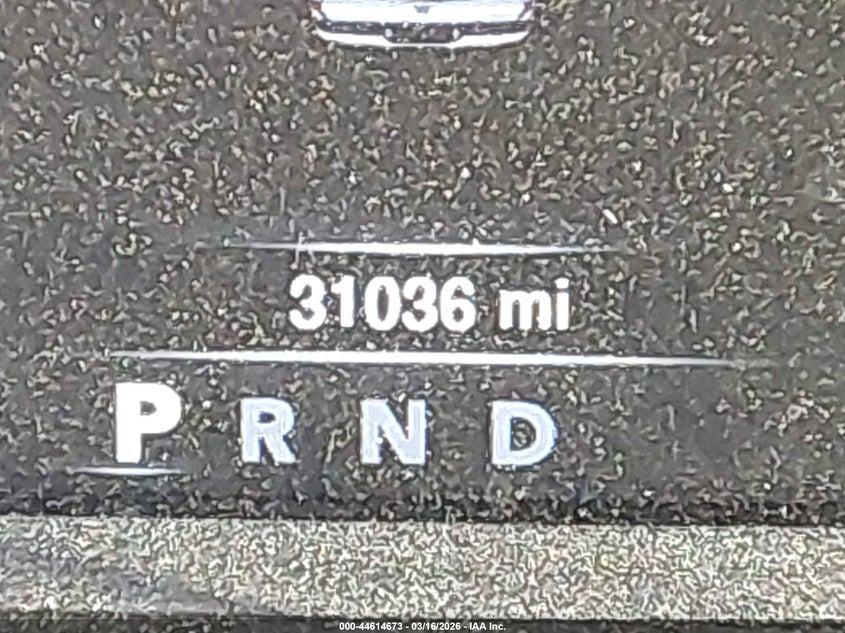 31036 mi
P R N D
000-44614673 - 03/16/2026 - IAA Inc.